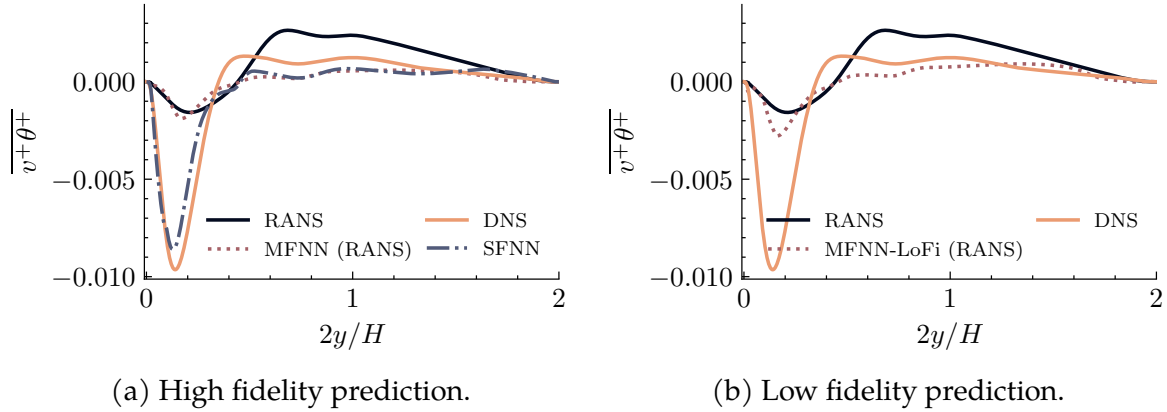 0.000
−0.005
−0.010
v⁺θ⁺
0
1
2
2y/H
RANS
DNS
MFNN (RANS)
SFNN
(a) High fidelity prediction.
0.000
−0.005
−0.010
v⁺θ⁺
0
1
2
2y/H
RANS
DNS
MFNN-LoFi (RANS)
(b) Low fidelity prediction.